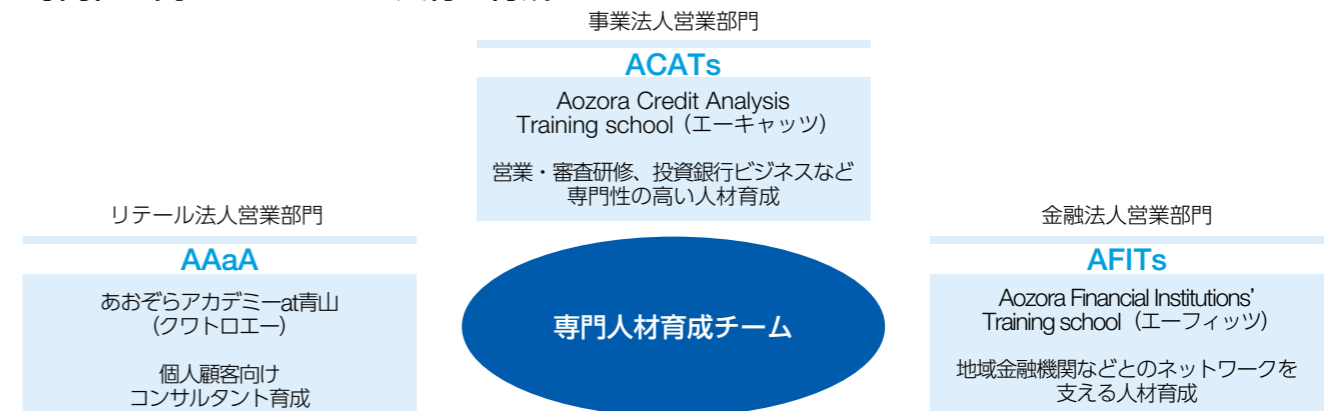 事業法人営業部門
ACATs
Aozora Credit Analysis
Training school（エーキャッツ）
営業・審査研修、投資銀行ビジネスなど
専門性の高い人材育成
リテール法人営業部門
AAaA
あおぞらアカデミーat青山
（クワトロエー）
個人顧客向け
コンサルタント育成
専門人材育成チーム
金融法人営業部門
AFITs
Aozora Financial Institutions’
Training school（エーフィッツ）
地域金融機関などとのネットワークを
支える人材育成